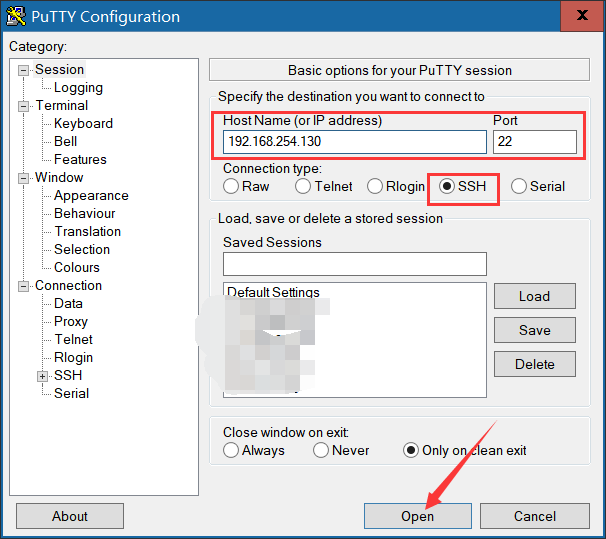 PuTTY Configuration
x
Category:
Session
Logging
Terminal
Keyboard
Bell
Features
Window
Appearance
Behaviour
Translation
Selection
Colours
Connection
Data
Proxy
Telnet
Rlogin
SSH
Serial
Basic options for your PuTTY session
Specify the destination you want to connect to
Host Name (or IP address) Port
192.168.254.130 22
Connection type:
Raw Telnet Rlogin SSH Serial
Load, save or delete a stored session
Saved Sessions
Default Settings
Load
Save
Delete
Close window on exit:
Always Never Only on clean exit
About Open Cancel